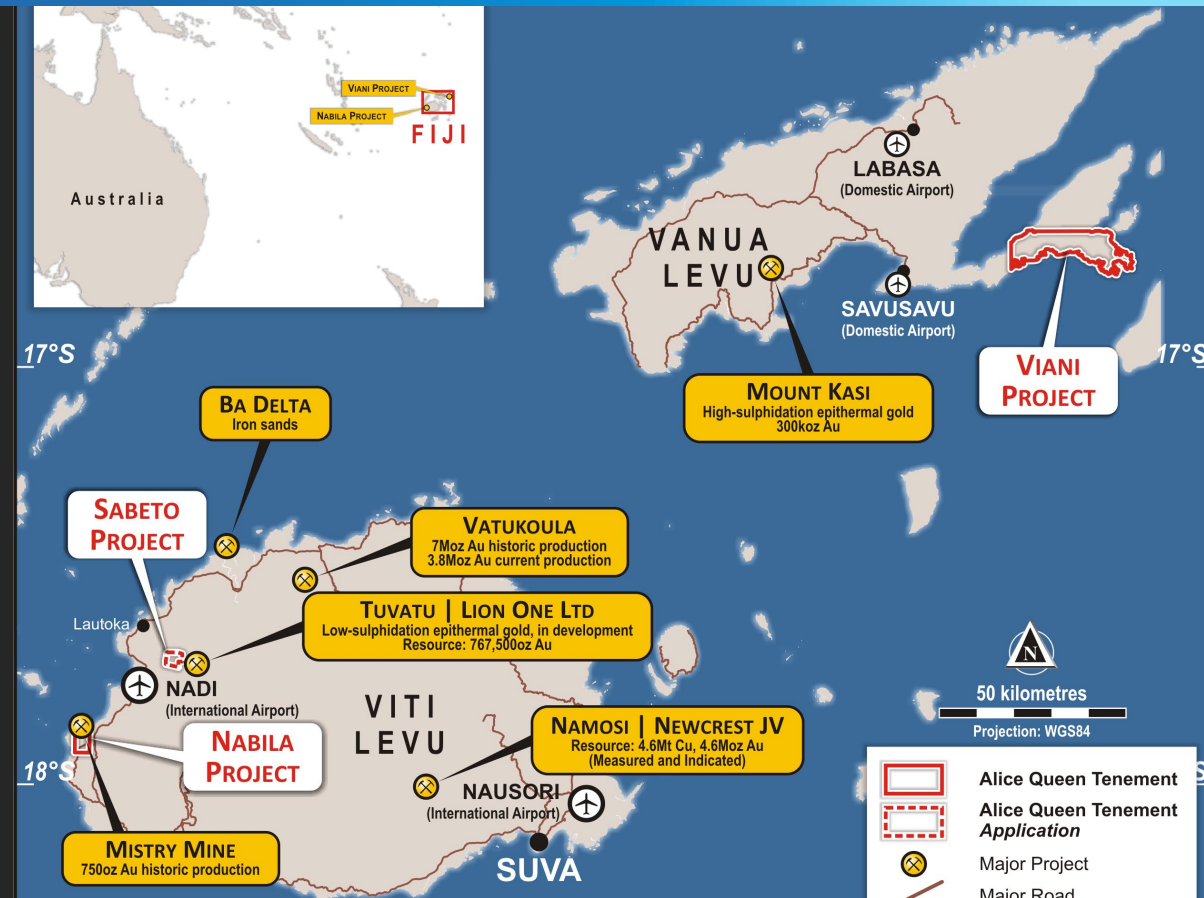 VIANI PROJECT
NABILA PROJECT
FIJI
Australia
LABASA
(Domestic Airport)
VANUA
LEVU
SAVUSAVU
(Domestic Airport)
17°S
17°S
VIANI
PROJECT
MOUNT KASI
High-sulphidation epithermal gold
300koz Au
BA DELTA
Iron sands
SABETO
PROJECT
VATUKOULA
7Moz Au historic production
3.8Moz Au current production
TUVATU | LION ONE LTD
Low-sulphidation epithermal gold, in development
Resource: 767,500oz Au
Lautoka
NADI
(International Airport)
VITI
LEVU
NABILA
PROJECT
NAMOSI | NEWCREST JV
Resource: 4.6Mt Cu, 4.6Moz Au
(Measured and Indicated)
18°S
NAUSORI
(International Airport)
SUVA
MISTRY MINE
750oz Au historic production
N
50 kilometres
Projection: WGS84
S
Alice Queen Tenement
Alice Queen Tenement
Application
Major Project
Major Road